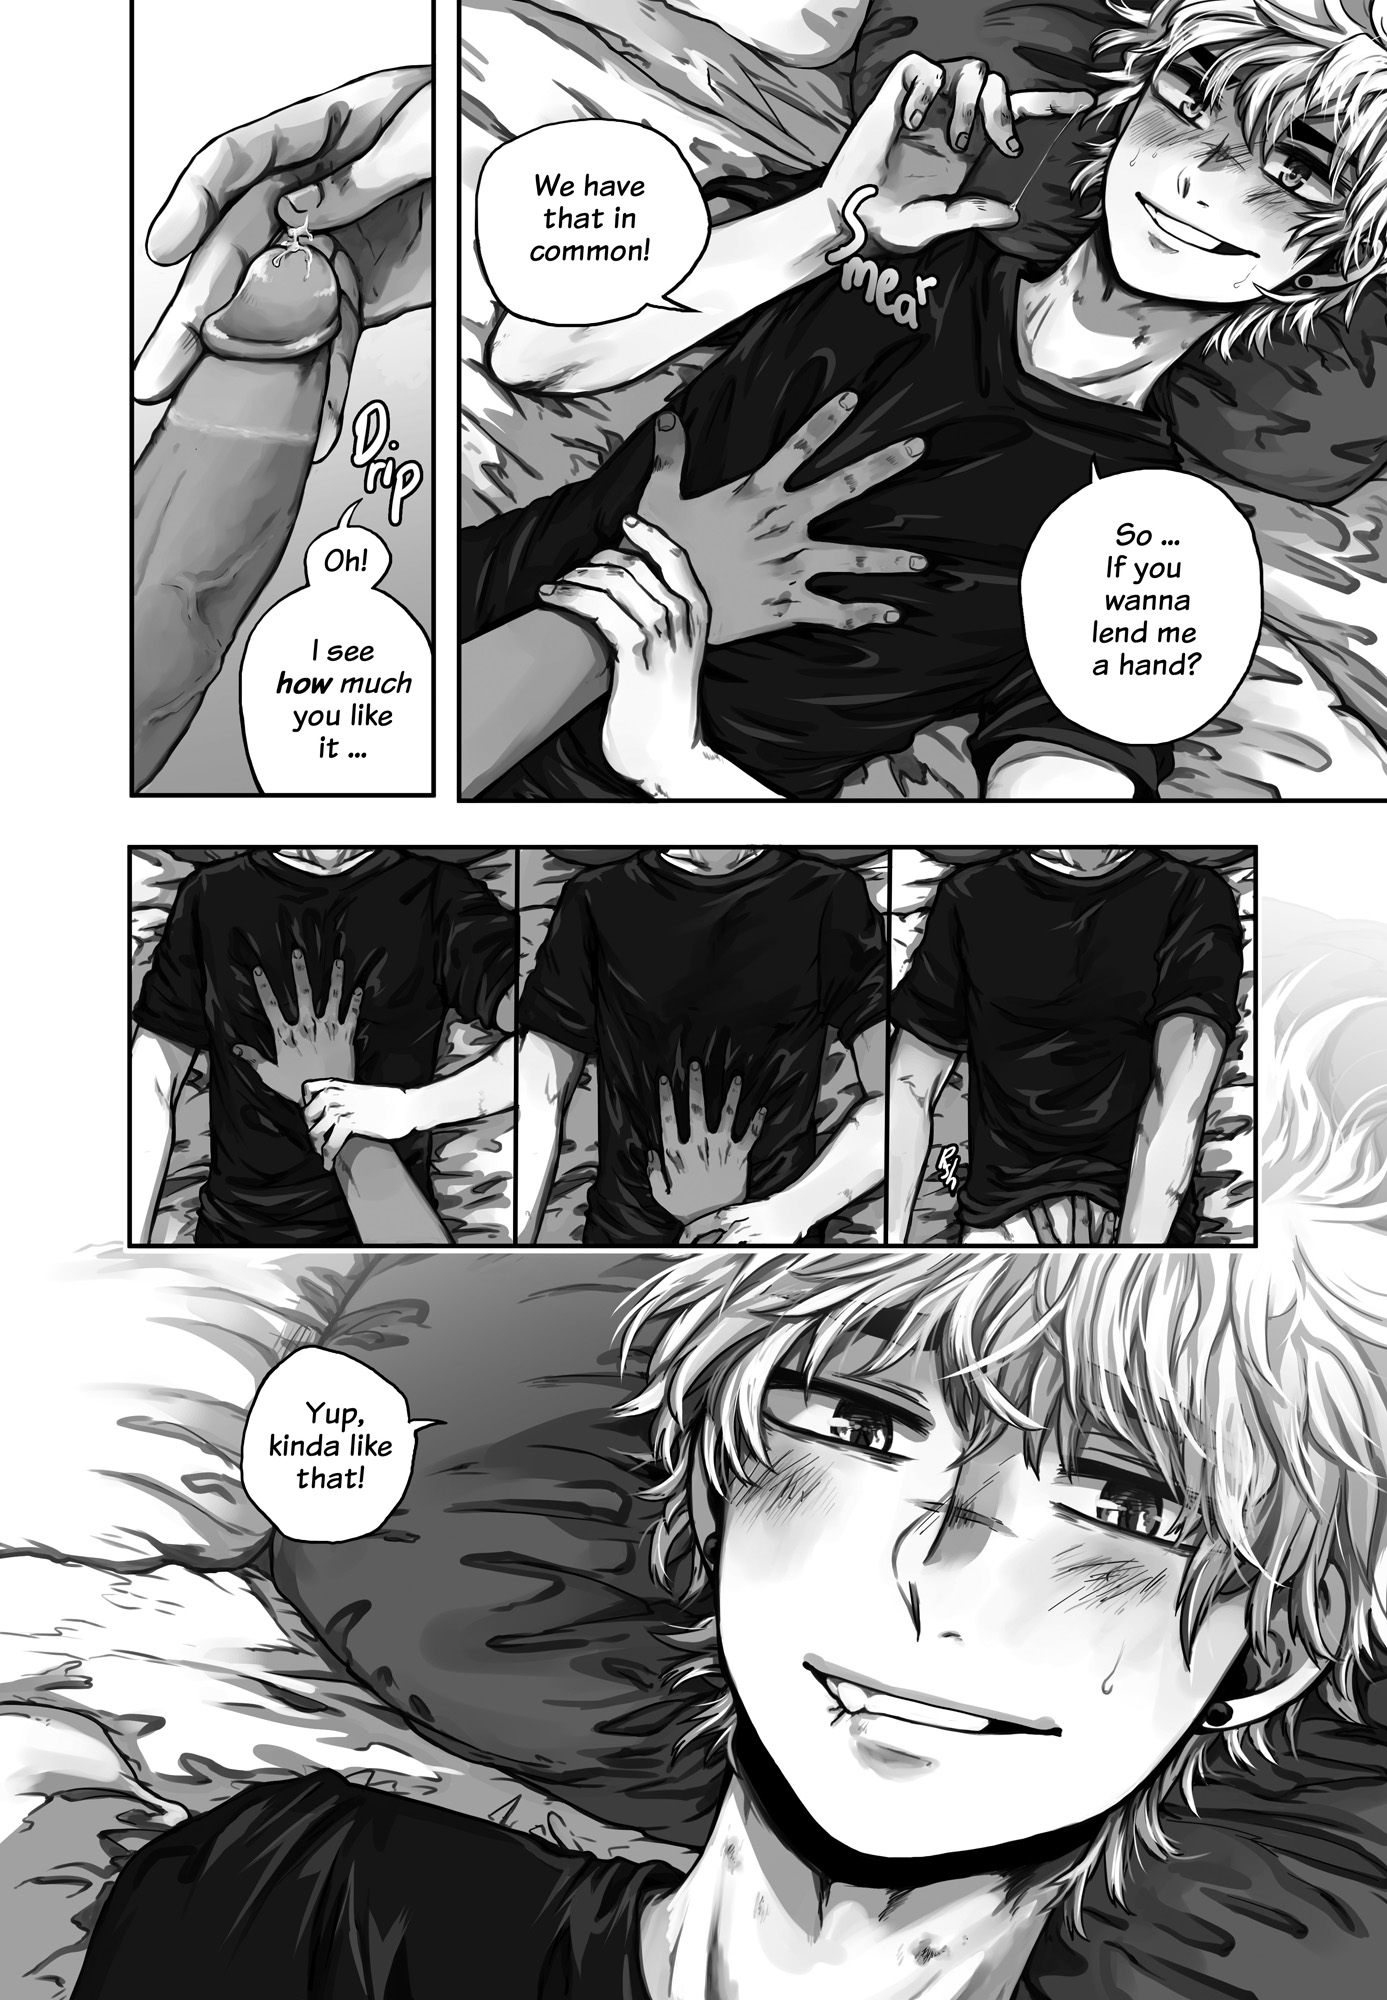 Drip
Oh!
I see
how much
you like
it ...
We have
that in
common!
Smear
So ...
If you
wanna
lend me
a hand?
Yup,
kinda like
that!